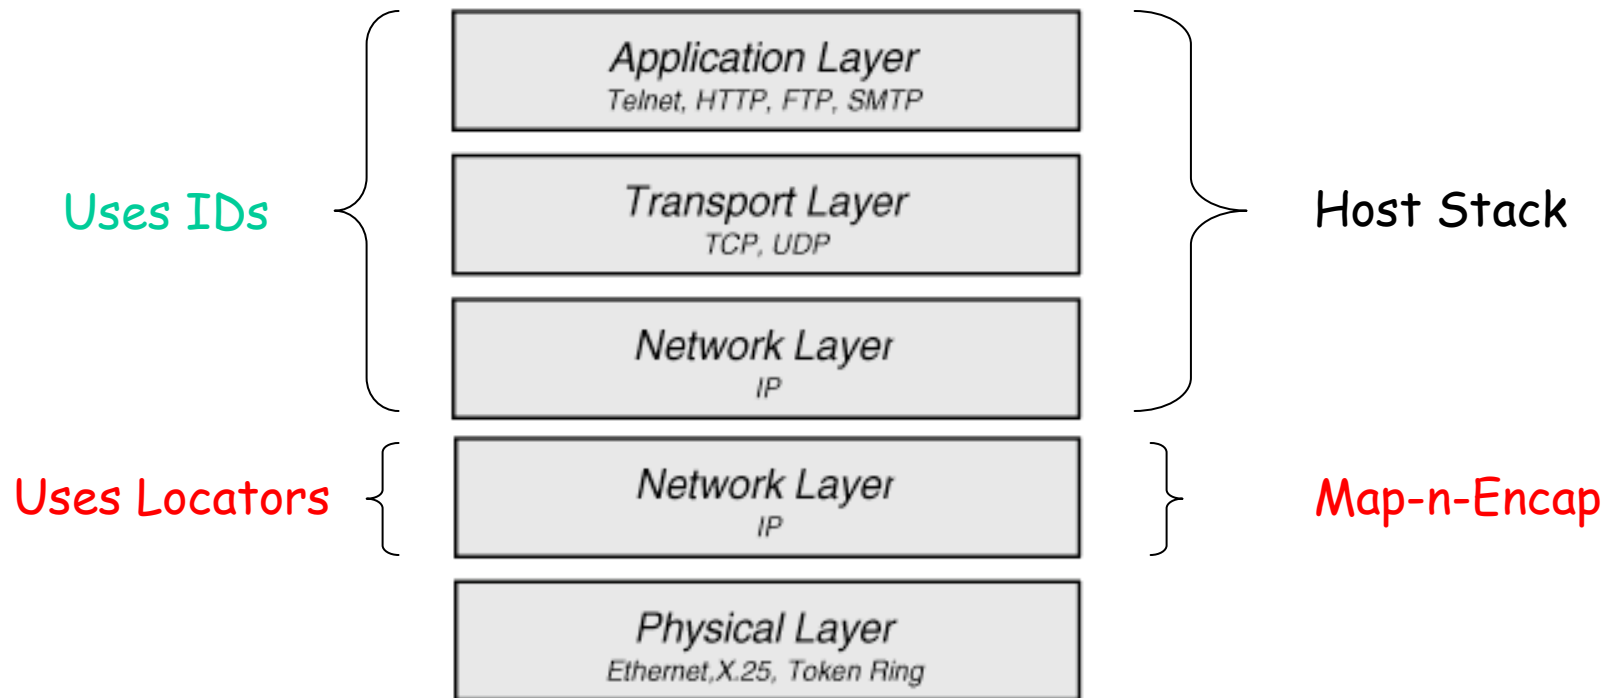 Application Layer
Telnet, HTTP, FTP, SMTP
Uses IDs
Transport Layer
TCP, UDP
Host Stack
Network Layer
IP
Uses Locators
Network Layer
IP
Map-n-Encap
Physical Layer
Ethernet,X.25, Token Ring